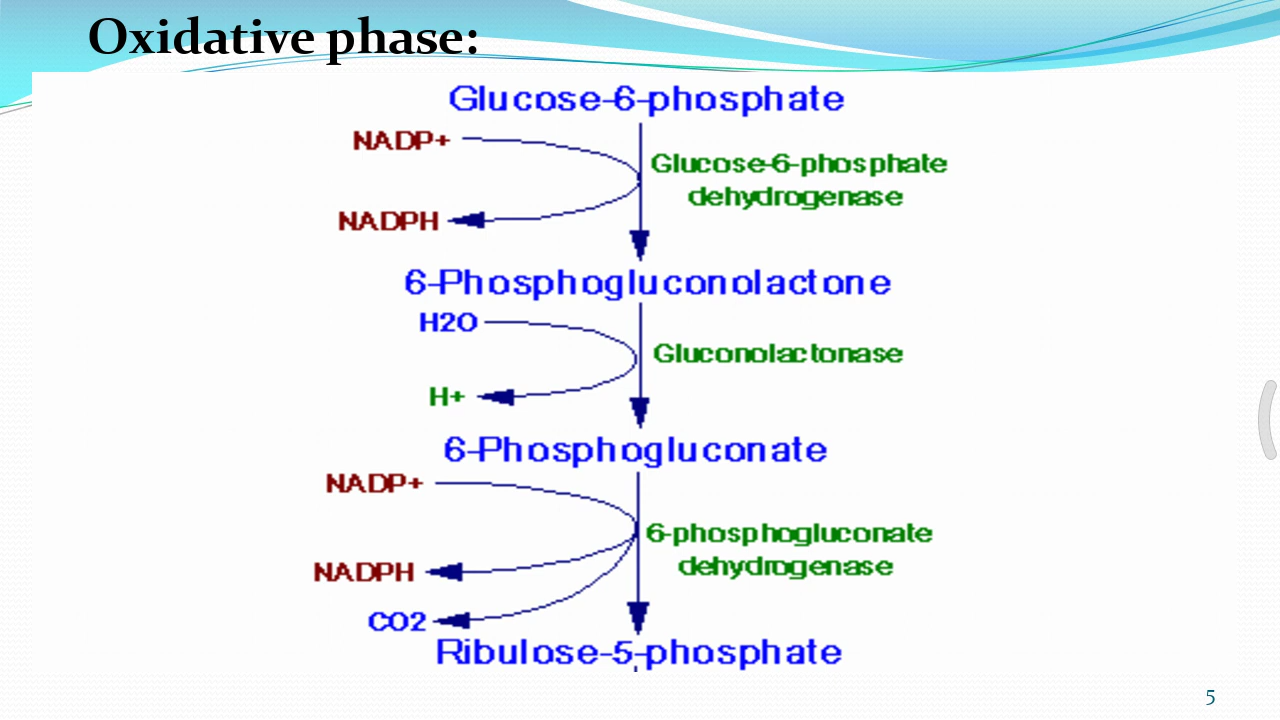 Oxidative phase:
Glucose-6-phosphate
NADP+
Glucose-6-phosphate
dehydrogenase
NADPH
6-Phosphogluconolactone
H2O
Gluconolactonase
H+
6-Phosphogluconate
NADP+
6-phosphogluconate
dehydrogenase
NADPH
CO2
Ribulose-5-phosphate
5